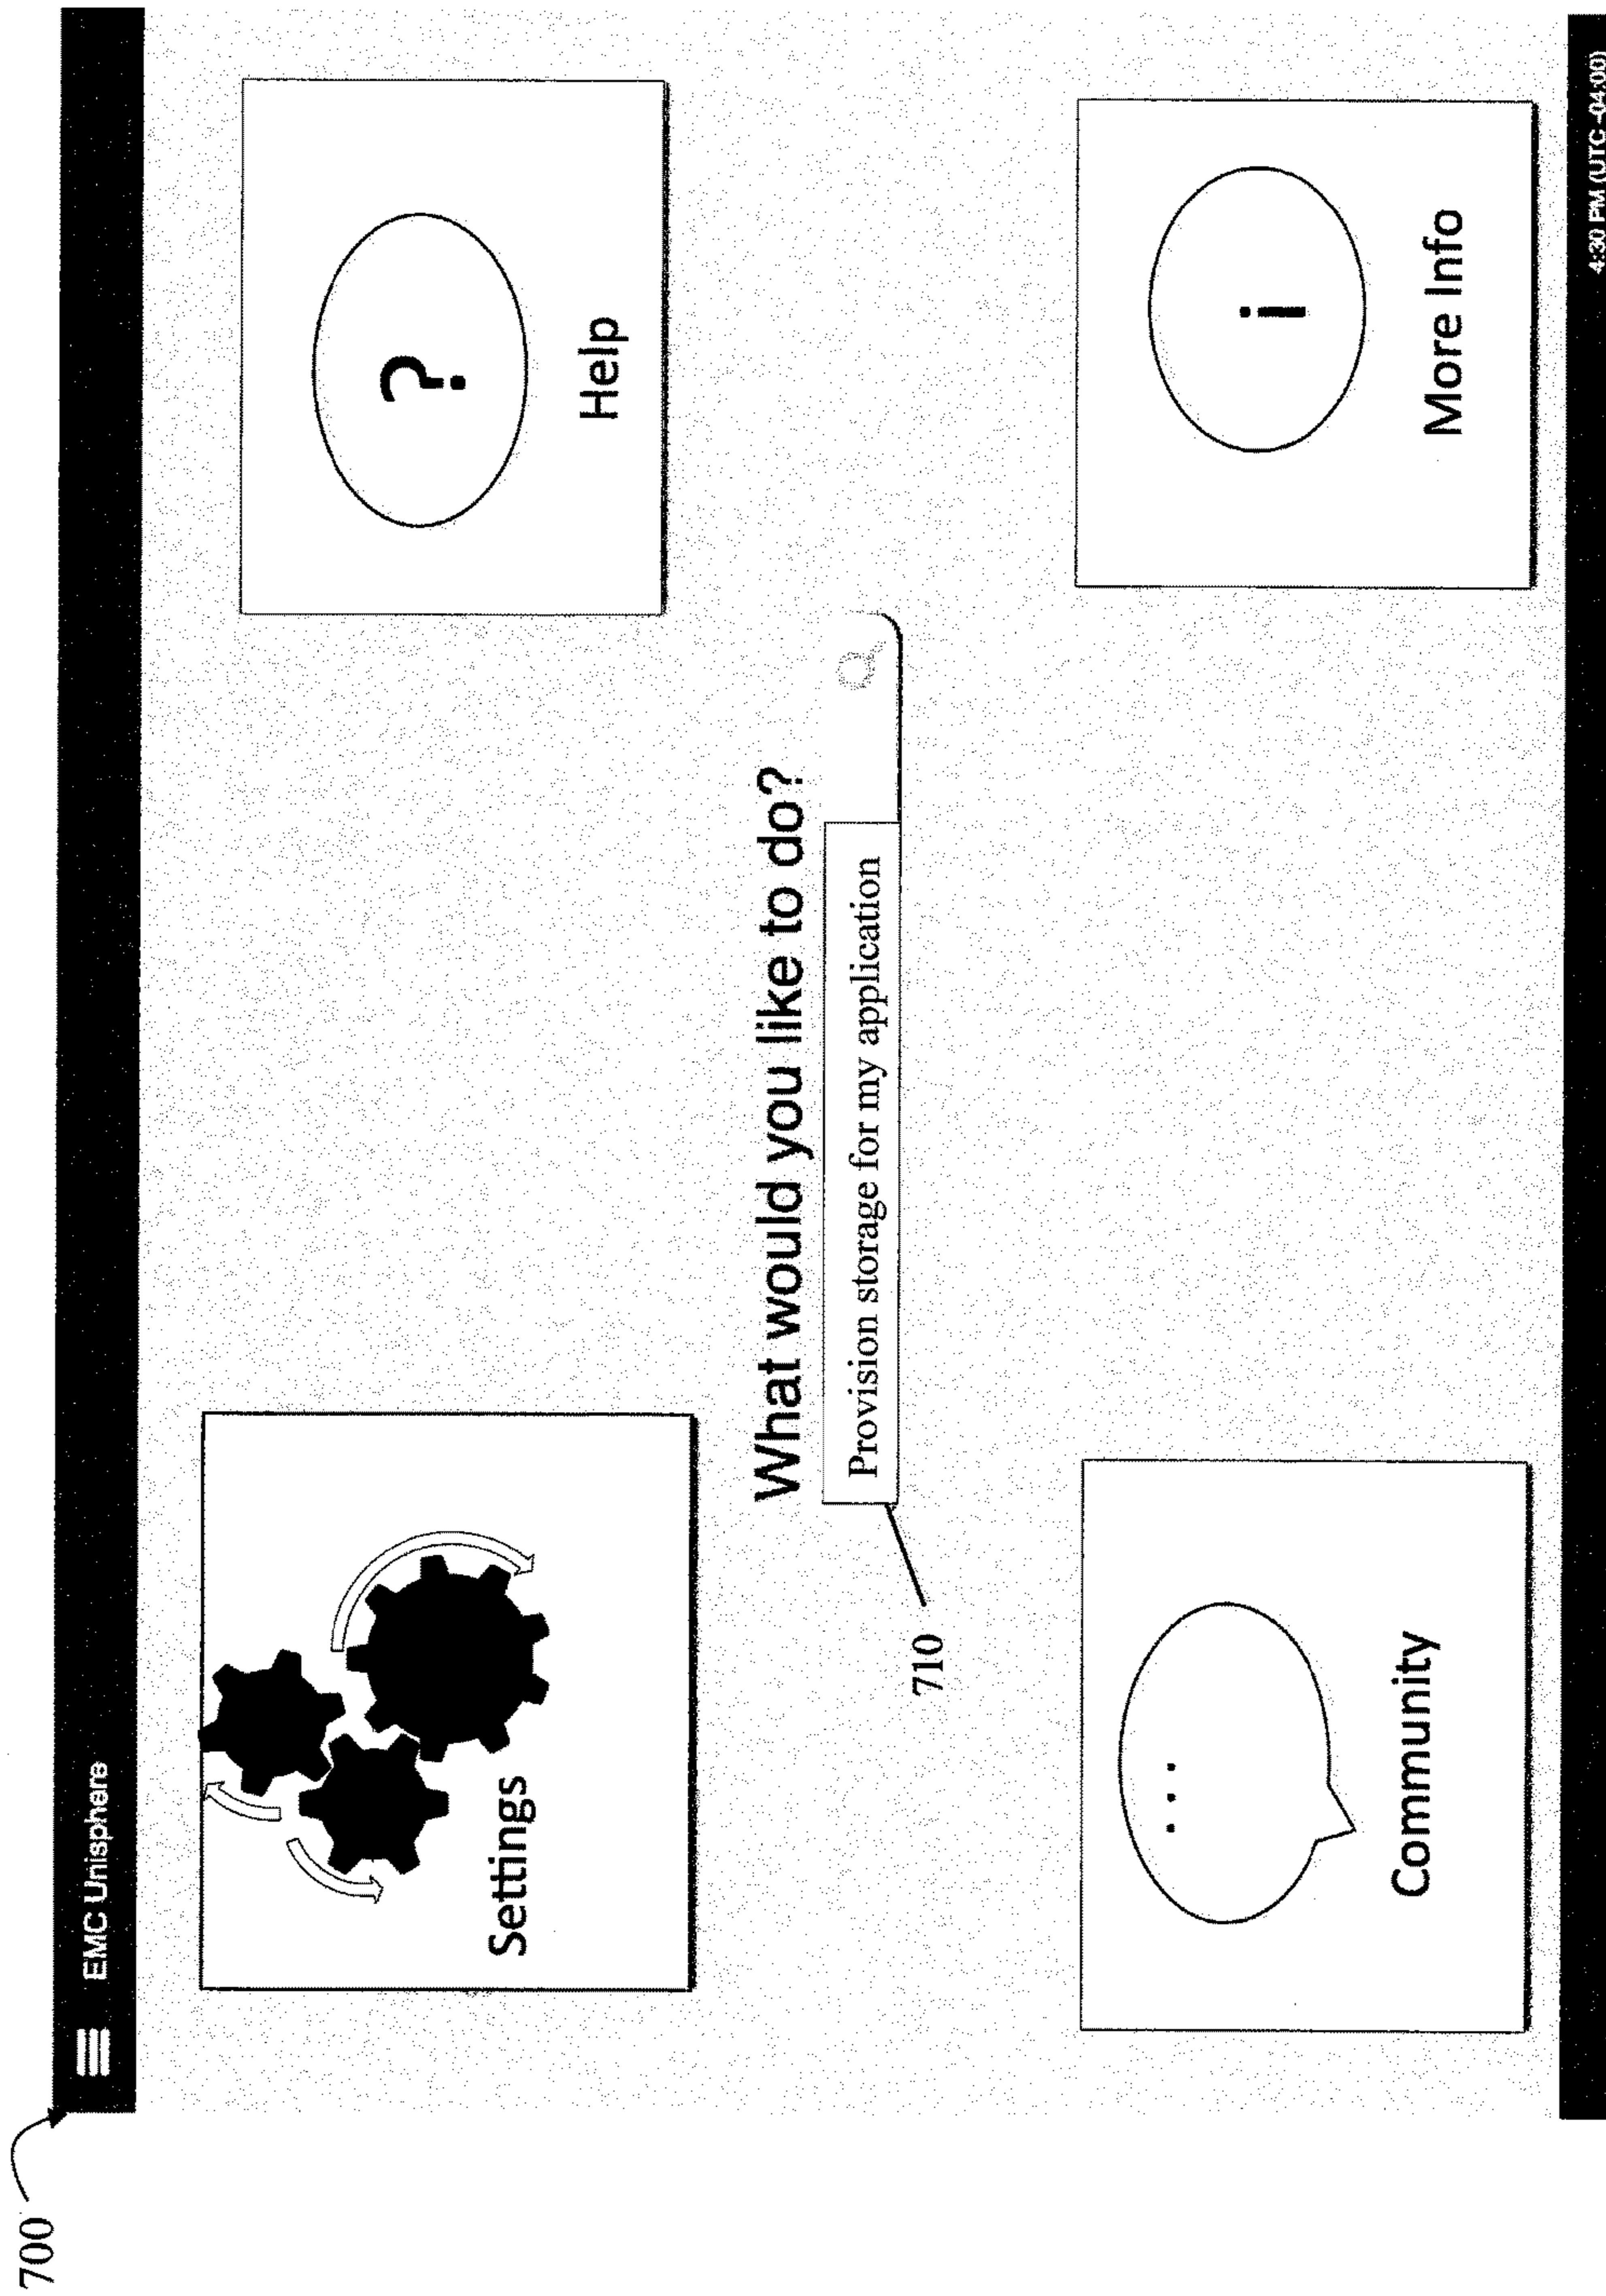 700
EMC Unisphere
Settings
?
Help
What would you like to do?
Provision storage for my application
710
...
Community
i
More Info
4:30 PM (UTC -04:00)